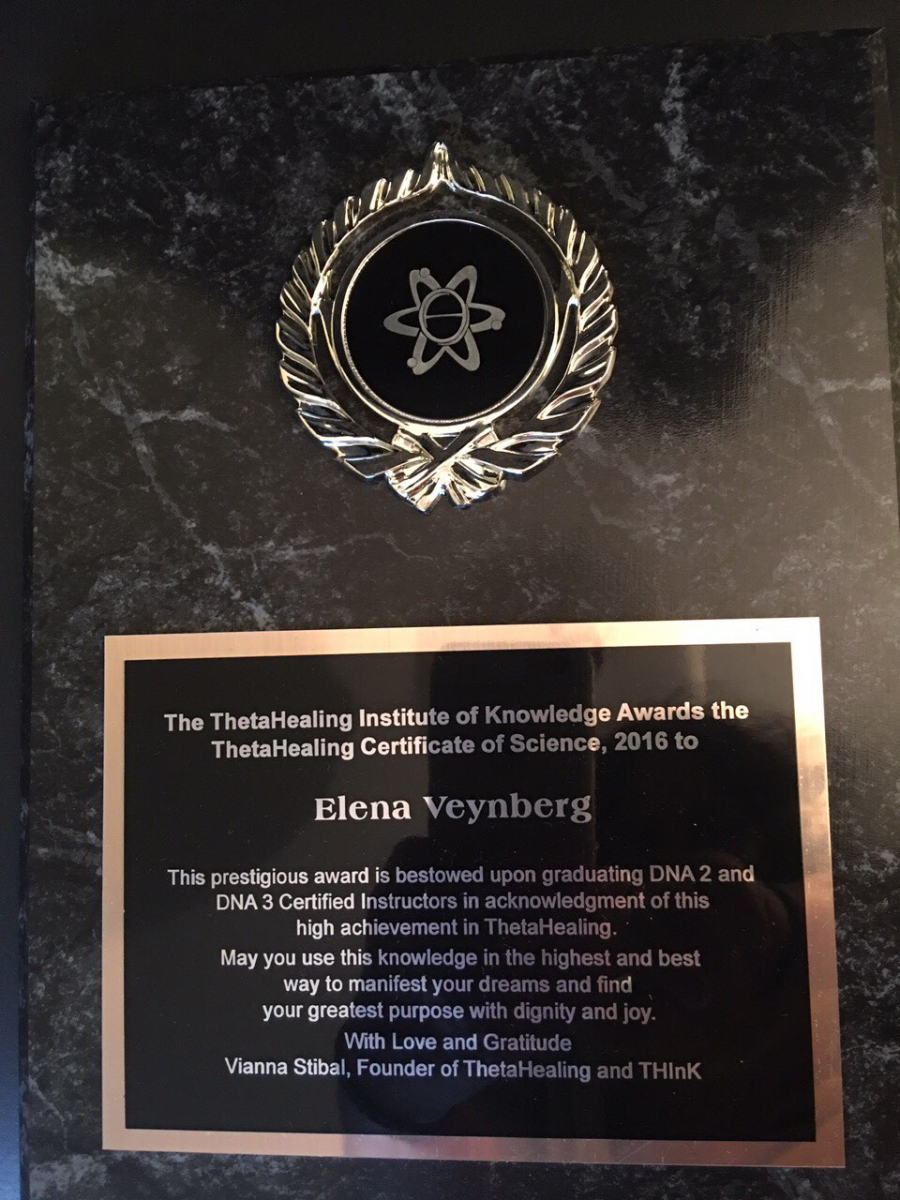 The ThetaHealing Institute of Knowledge Awards the
ThetaHealing Certificate of Science, 2016 to
Elena Veynberg
This prestigious award is bestowed upon graduating DNA 2 and
DNA 3 Certified Instructors in acknowledgment of this
high achievement in ThetaHealing.
May you use this knowledge in the highest and best
way to manifest your dreams and find
your greatest purpose with dignity and joy.
With Love and Gratitude
Vianna Stibal, Founder of ThetaHealing and THInK